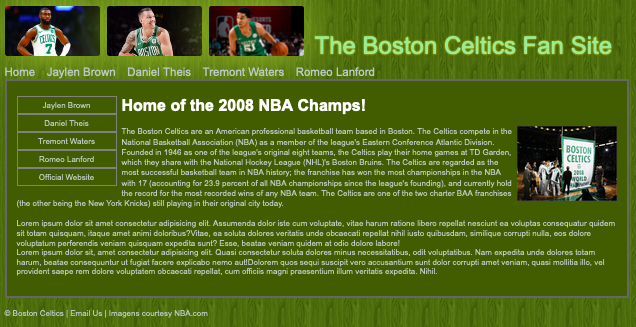 The Boston Celtics Fan Site
Home Jaylen Brown Daniel Theis Tremont Waters Romeo Lanford
Jaylen Brown
Daniel Theis
Tremont Waters
Romeo Lanford
Official Website
Home of the 2008 NBA Champs!
The Boston Celtics are an American professional basketball team based in Boston. The Celtics compete in the
National Basketball Association (NBA) as a member of the league's Eastern Conference Atlantic Division.
Founded in 1946 as one of the league's original eight teams, the Celtics play their home games at TD Garden,
which they share with the National Hockey League (NHL)'s Boston Bruins. The Celtics are regarded as the
most successful basketball team in NBA history; the franchise has won the most championships in the NBA
with 17 (accounting for 23.9 percent of all NBA championships since the league's founding), and currently hold
the record for the most recorded wins of any NBA team. The Celtics are one of the two charter BAA franchises
(the other being the New York Knicks) still playing in their original city today.
BOSTON
CELTICS
2008
WORLD
Lorem ipsum dolor sit amet consectetur adipisicing elit. Assumenda dolor iste cum voluptate, vitae harum ratione libero repellat nesciunt ea voluptas consequatur quidem
sit totam quisquam, itaque amet animi doloribus?Vitae, ea soluta dolores veritatis unde obcaecati repellat nihil iusto quibusdam, similique corrupti nulla, eos dolore
voluptatum perferendis veniam quisquam expedita sunt? Esse, beatae veniam quidem at odio dolore labore!
Lorem ipsum dolor sit, amet consectetur adipisicing elit. Quasi consectetur soluta dolores minus necessitatibus, odit voluptatibus. Nam expedita unde dolores totam
harum, beatae consequuntur ut fugiat facere explicabo nemo aut!Dolorem quos sequi suscipit vero accusantium sunt dolor corrupti amet veniam, quasi mollitia illo, vel
provident saepe rem dolore voluptatem obcaecati repellat, cum officiis magni praesentium illum veritatis expedita. Nihil.
© Boston Celtics | Email Us | Imagens courtesy NBA.com